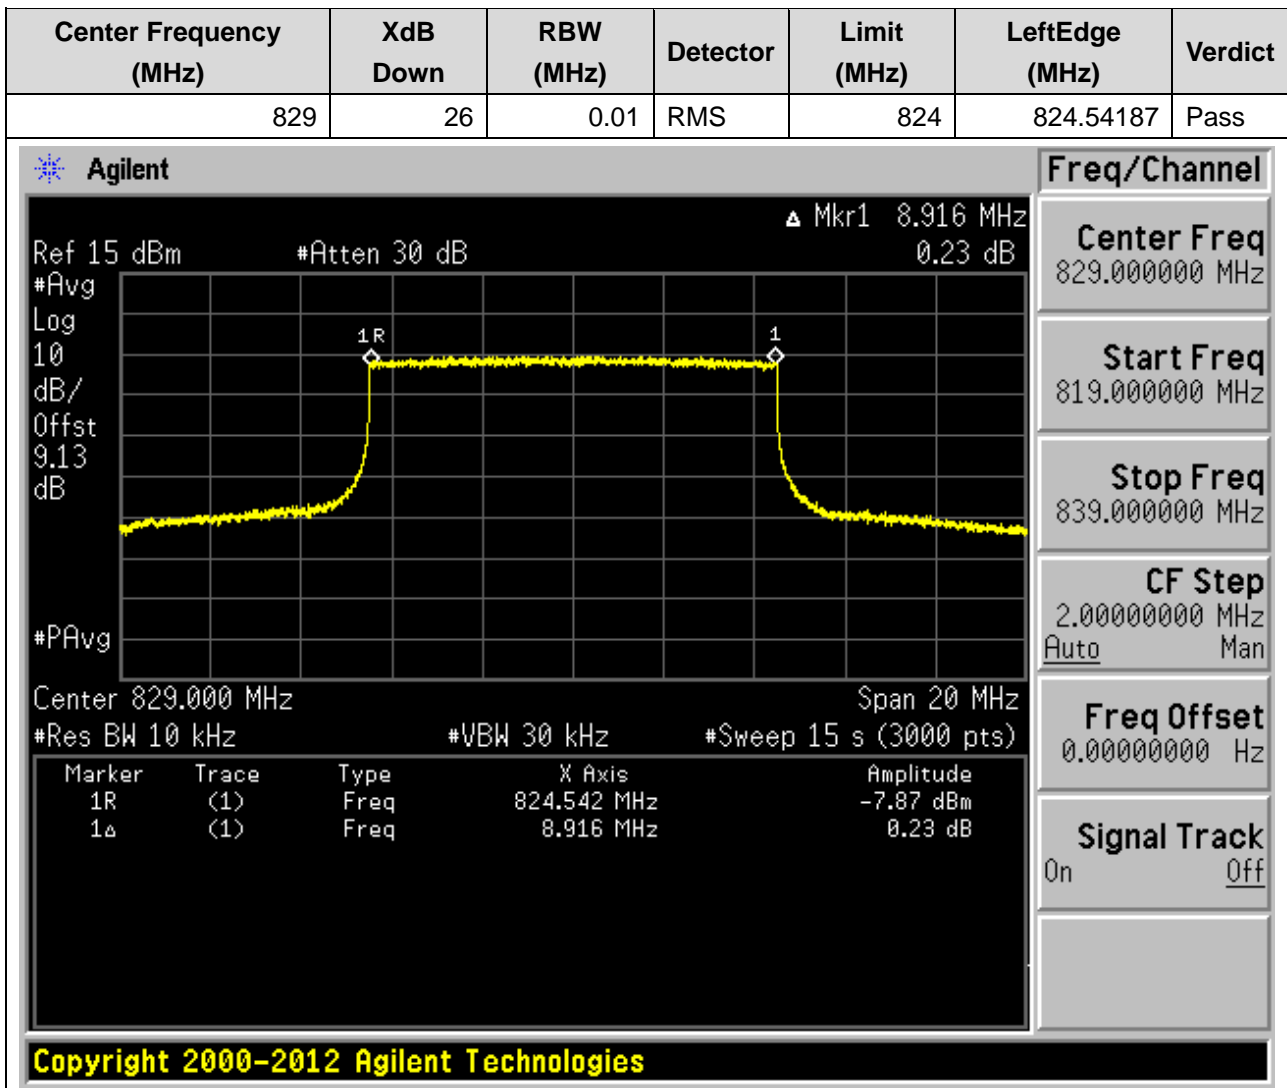 Center Frequency (MHz) XdB Down RBW (MHz) Detector Limit (MHz) LeftEdge (MHz) Verdict
829 26 0.01 RMS 824 824.54187 Pass
Agilent
Freq/Channel
Δ Mkr1 8.916 MHz
Ref 15 dBm #Atten 30 dB 0.23 dB
#Avg
Log
10
dB/
Offst
9.13
dB
1R
1
#PAvg
Center 829.000 MHz Span 20 MHz
#Res BW 10 kHz #VBW 30 kHz #Sweep 15 s (3000 pts)
Marker Trace Type X Axis Amplitude
1R (1) Freq 824.542 MHz -7.87 dBm
1Δ (1) Freq 8.916 MHz 0.23 dB
Center Freq
829.000000 MHz
Start Freq
819.000000 MHz
Stop Freq
839.000000 MHz
CF Step
2.00000000 MHz
Auto Man
Freq Offset
0.00000000 Hz
Signal Track
On Off
Copyright 2000-2012 Agilent Technologies